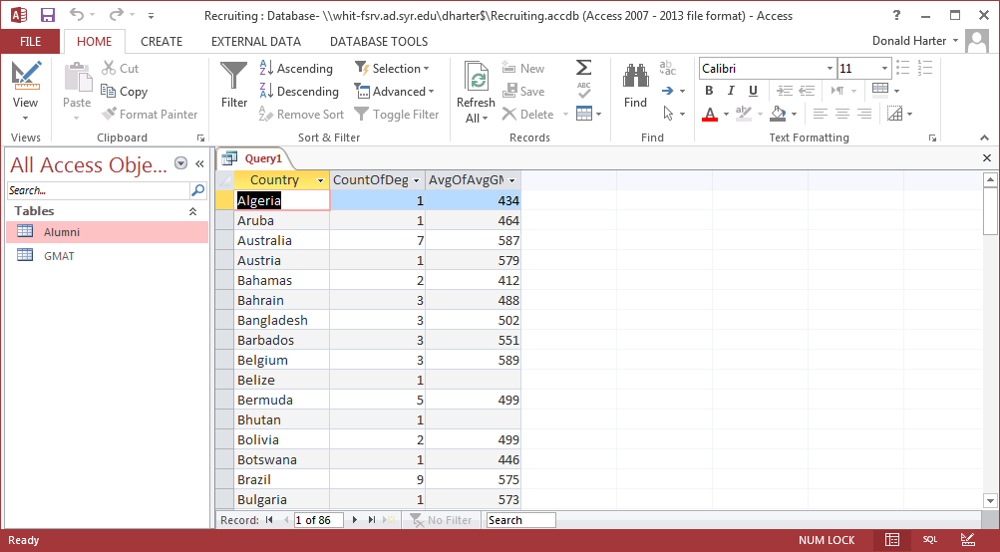 Recruiting : Database- \\whit-fsrv.ad.syr.edu\dharter$\Recruiting.accdb (Access 2007 - 2013 file format) - Access
FILE HOME CREATE EXTERNAL DATA DATABASE TOOLS Donald Harter
View
Views
Paste
Cut
Copy
Format Painter
Clipboard
Filter
Ascending
Descending
Remove Sort
Selection
Advanced
Toggle Filter
Sort & Filter
Refresh
All
New
Save
Delete
Σ
ABC
Records
Find
ab
ac
Find
Calibri 11
B I U
A ab
Text Formatting
All Access Obje...
Search...
Tables
Alumni
GMAT
Query1
Country CountOfDeg AvgOfAvgGM
Algeria 1 434
Aruba 1 464
Australia 7 587
Austria 1 579
Bahamas 2 412
Bahrain 3 488
Bangladesh 3 502
Barbados 3 551
Belgium 3 589
Belize 1
Bermuda 5 499
Bhutan 1
Bolivia 2 499
Botswana 1 446
Brazil 9 575
Bulgaria 1 573
Record: 1 of 86 No Filter Search
Ready NUM LOCK SQL